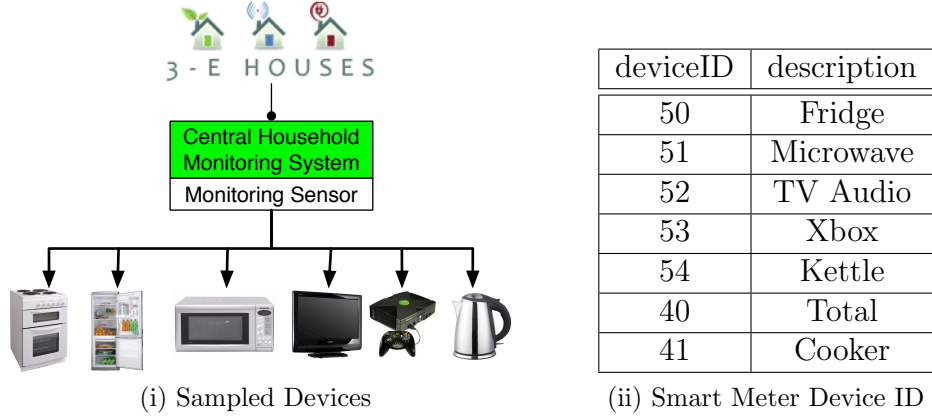 3 - E HOUSES
Central Household
Monitoring System
Monitoring Sensor
(i) Sampled Devices
deviceID description
50 Fridge
51 Microwave
52 TV Audio
53 Xbox
54 Kettle
40 Total
41 Cooker
(ii) Smart Meter Device ID